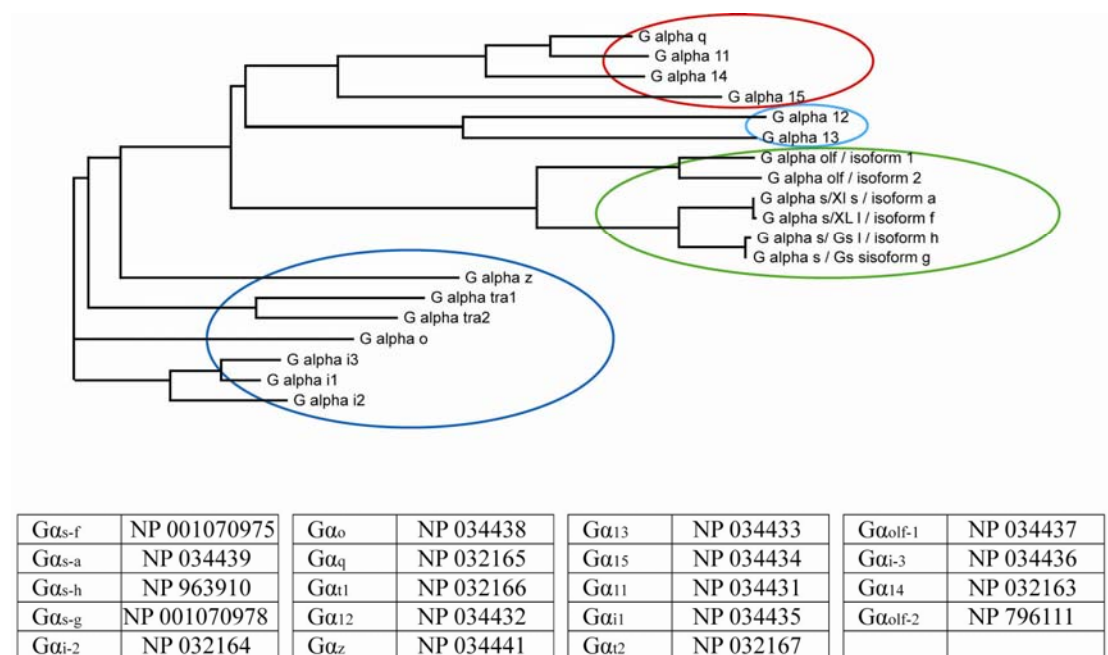 G alpha q
G alpha 11
G alpha 14
G alpha 15
G alpha 12
G alpha 13
G alpha olf / isoform 1
G alpha olf / isoform 2
G alpha s/Xl s / isoform a
G alpha s/XL l / isoform f
G alpha s/ Gs l / isoform h
G alpha s / Gs sisoform g
G alpha z
G alpha tra1
G alpha tra2
G alpha o
G alpha i3
G alpha i1
G alpha i2
Gαs-f NP 001070975 Gαo NP 034438 Gα13 NP 034433 Gαolf-1 NP 034437
Gαs-a NP 034439 Gαq NP 032165 Gα15 NP 034434 Gαi-3 NP 034436
Gαs-h NP 963910 Gαt1 NP 032166 Gα11 NP 034431 Gα14 NP 032163
Gαs-g NP 001070978 Gα12 NP 034432 Gαi1 NP 034435 Gαolf-2 NP 796111
Gαi-2 NP 032164 Gαz NP 034441 Gαt2 NP 032167